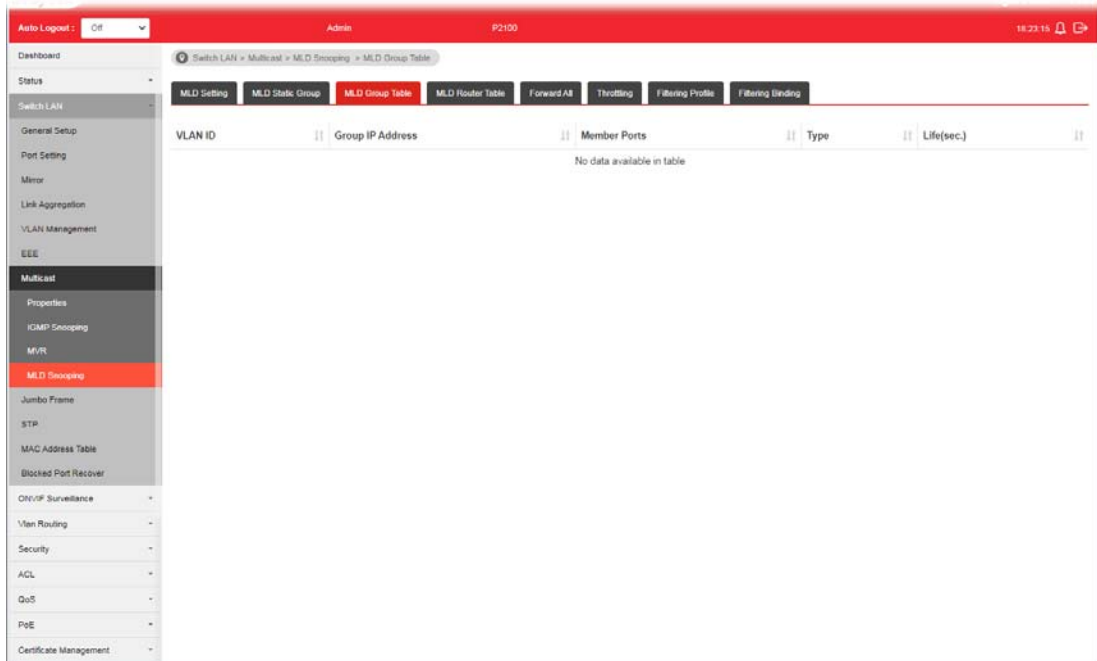 Auto Logout : Off Admin P2100 18:23:15
Dashboard
Switch LAN > Multicast > MLD Snooping > MLD Group Table
Status
MLD Setting MLD Static Group MLD Group Table MLD Router Table Forward All Throttling Filtering Profile Filtering Binding
Switch LAN
General Setup
VLAN ID Group IP Address Member Ports Type Life(sec.)
Port Setting
No data available in table
Mirror
Link Aggregation
VLAN Management
EEE
Multicast
Properties
IGMP Snooping
MVR
MLD Snooping
Jumbo Frame
STP
MAC Address Table
Blocked Port Recover
ONVIF Surveillance
Vlan Routing
Security
ACL
QoS
PoE
Certificate Management